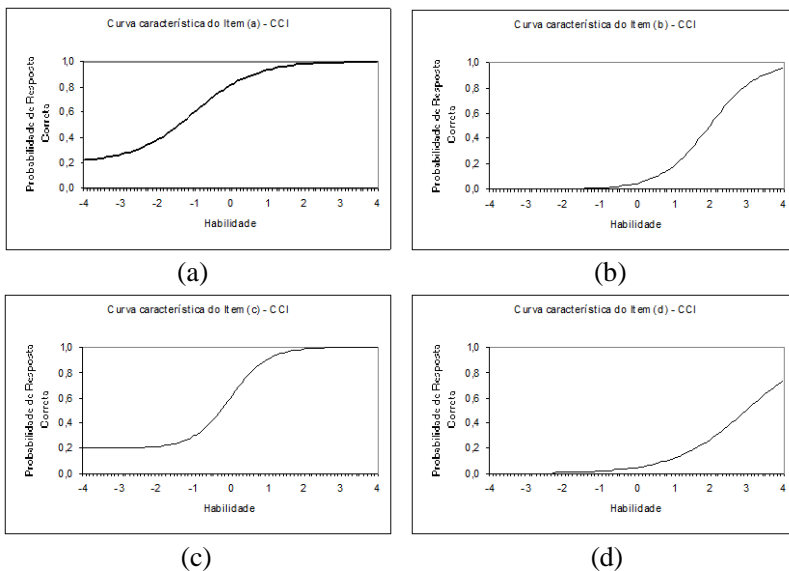 Curva característica do Item (a) - CCI
Probabilidade de Resposta
Correta
1,0
0,8
0,6
0,4
0,2
0,0
-4 -3 -2 -1 0 1 2 3 4
Habilidade
(a)
Curva característica do Item (b) - CCI
Probabilidade de Resposta
Correta
1,0
0,8
0,6
0,4
0,2
0,0
-4 -3 -2 -1 0 1 2 3 4
Habilidade
(b)
Curva característica do Item (c) - CCI
Probabilidade de Resposta
Correta
1,0
0,8
0,6
0,4
0,2
0,0
-4 -3 -2 -1 0 1 2 3 4
Habilidade
(c)
Curva característica do Item (d) - CCI
Probabilidade de Resposta
Correta
1,0
0,8
0,6
0,4
0,2
0,0
-4 -3 -2 -1 0 1 2 3 4
Habilidade
(d)